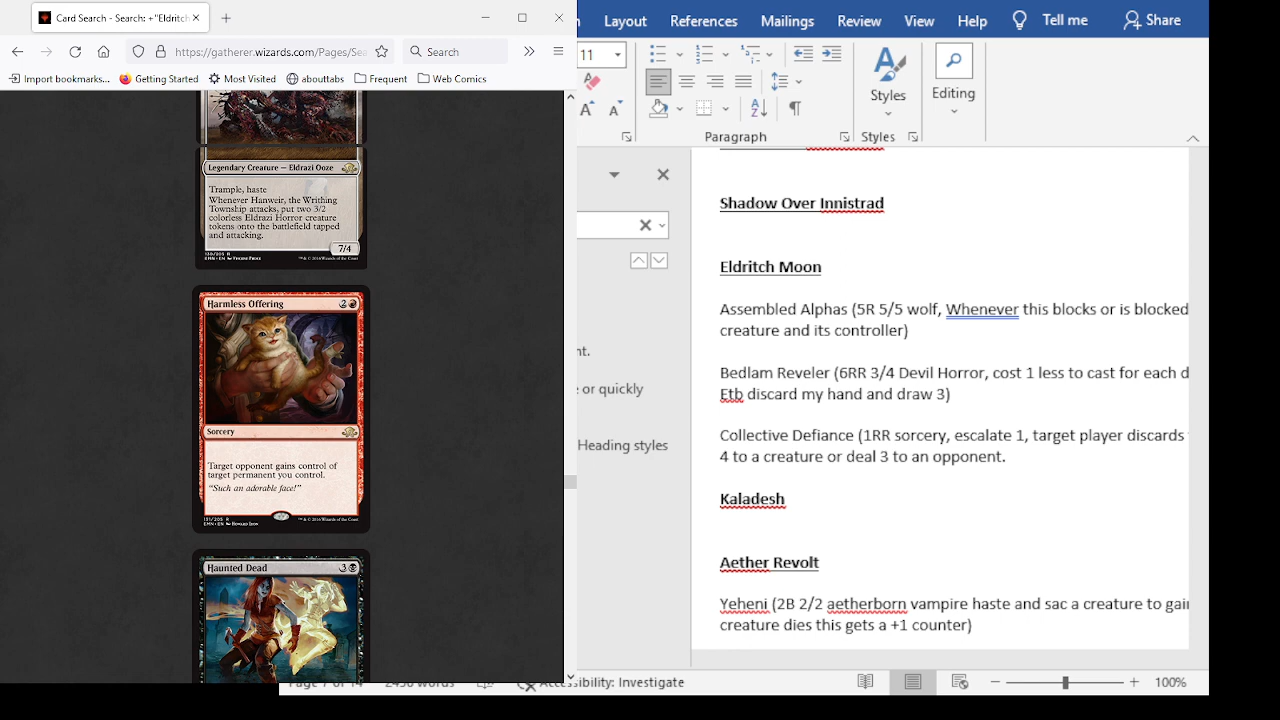 Card Search - Search: +"Eldritch
https://gatherer.wizards.com/Pages/Sea
Search
Import bookmarks...
Getting Started
Most Visited
abouttabs
Frequent
Web Comics
Legendary Creature — Eldrazi Ooze
Trample, haste
Whenever Hanweir, the Writhing
Township attacks, put two 3/2
colorless Eldrazi Horror creature
tokens onto the battlefield tapped
and attacking.
7/4
Harmless Offering
2
Sorcery
Target opponent gains control of
target permanent you control.
"Such an adorable face!"
131/205 R
EMN • EN
Haunted Dead
3
Layout
References
Mailings
Review
View
Help
Tell me
Share
11
Paragraph
Styles
Styles
Editing
nt.
or quickly
Heading styles
Shadow Over Innistrad
Eldritch Moon
Assembled Alphas (5R 5/5 wolf, Whenever this blocks or is blocked
creature and its controller)
Bedlam Reveler (6RR 3/4 Devil Horror, cost 1 less to cast for each d
Etb discard my hand and draw 3)
Collective Defiance (1RR sorcery, escalate 1, target player discards
4 to a creature or deal 3 to an opponent.
Kaladesh
Aether Revolt
Yeheni (2B 2/2 aetherborn vampire haste and sac a creature to gai
creature dies this gets a +1 counter)
Accessibility: Investigate
100%